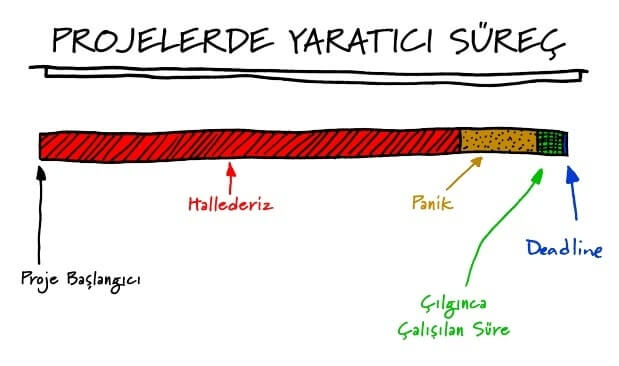 PROJELERDE YARATICI SÜREÇ
Hallederiz
Panik
Deadline
Proje Başlangıcı
Çılgınca
Çalışılan Süre